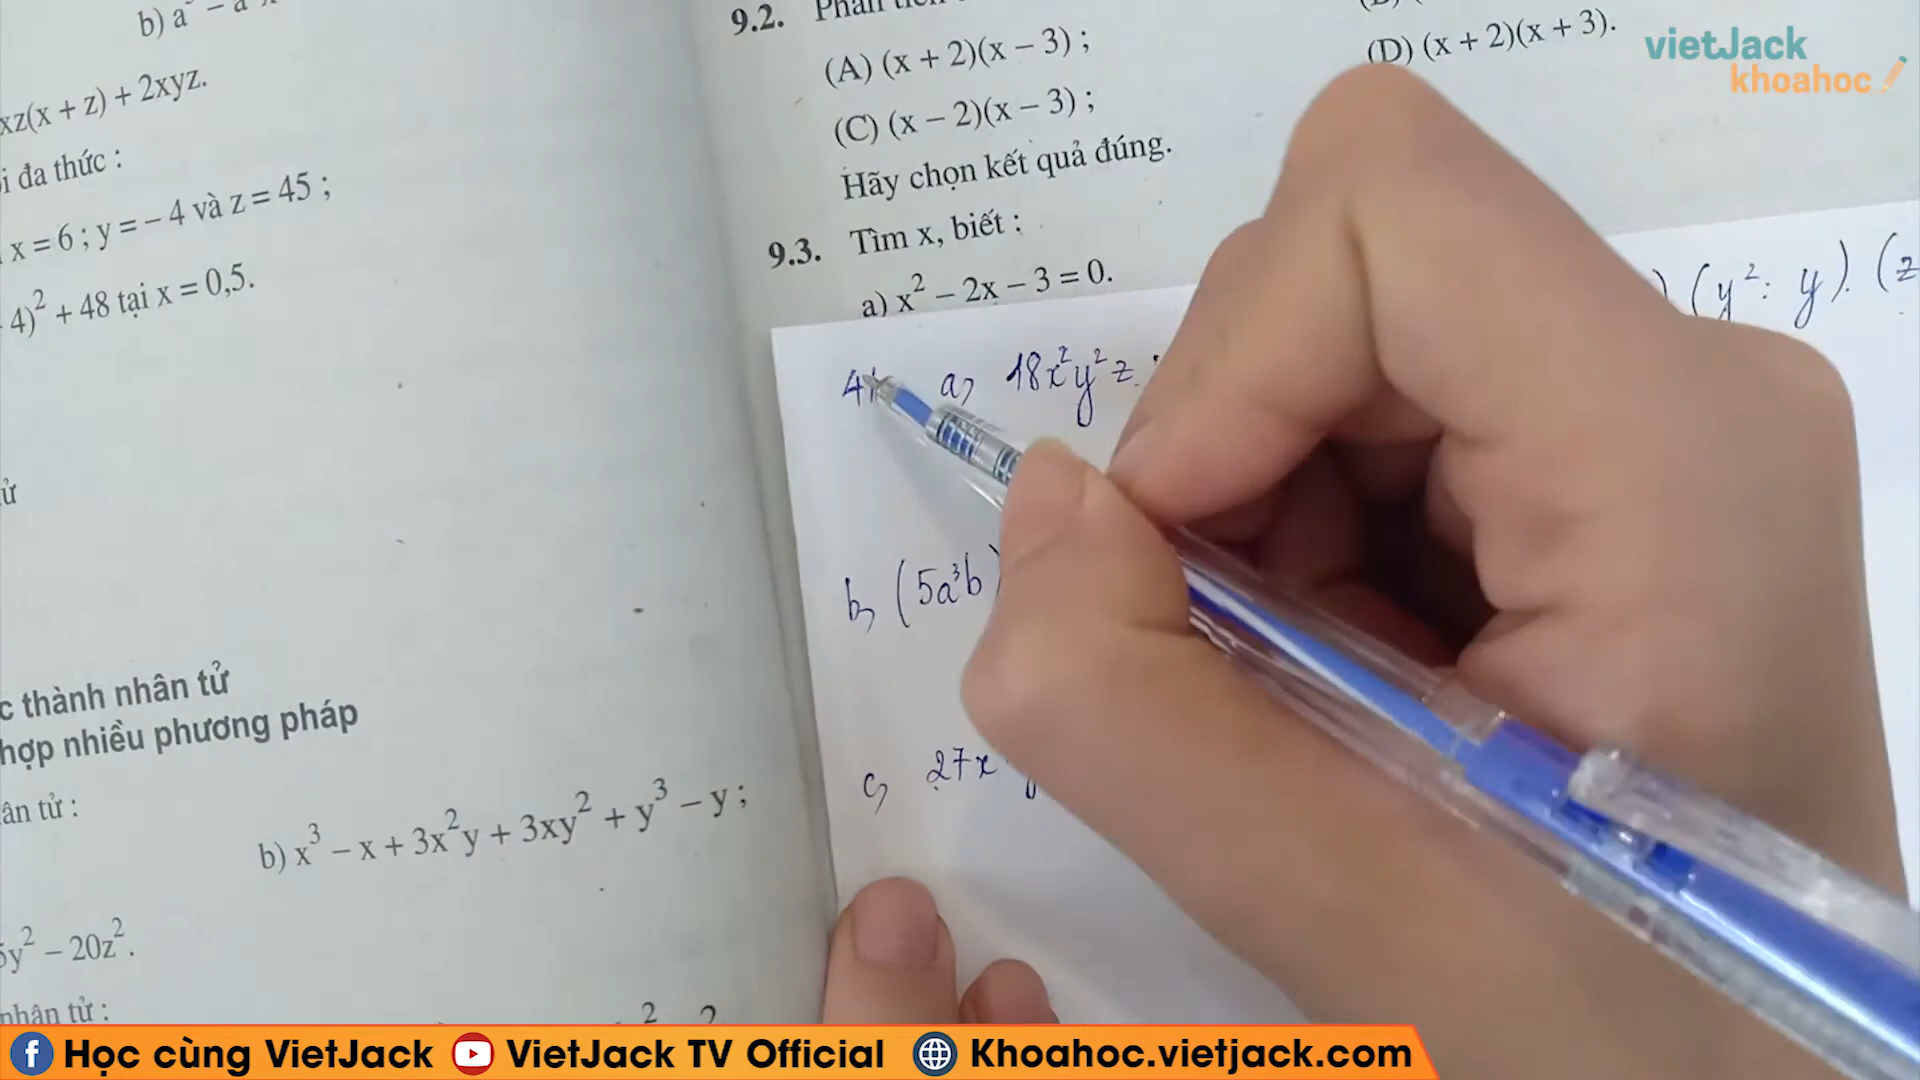 b) a
xz(x + z) + 2xyz.
đa thức :
x = 6 ; y = – 4 và z = 45 ;
4)² + 48 tại x = 0,5.
c thành nhân tử
hợp nhiều phương pháp
ân tử :
b) x³ – x + 3x²y + 3xy² + y³ – y ;
y² – 20z².
nhân tử :
9.2. Phân
(A) (x + 2)(x – 3) ;
(D) (x + 2)(x + 3).
(C) (x – 2)(x – 3) ;
Hãy chọn kết quả đúng.
9.3. Tìm x, biết :
a) x² – 2x – 3 = 0.
a, 18x²y²z
(y² : y) . (z
b, (5a³b)
c, 27x
vietJack
khoahoc
Học cùng VietJack VietJack TV Official Khoahoc.vietjack.com